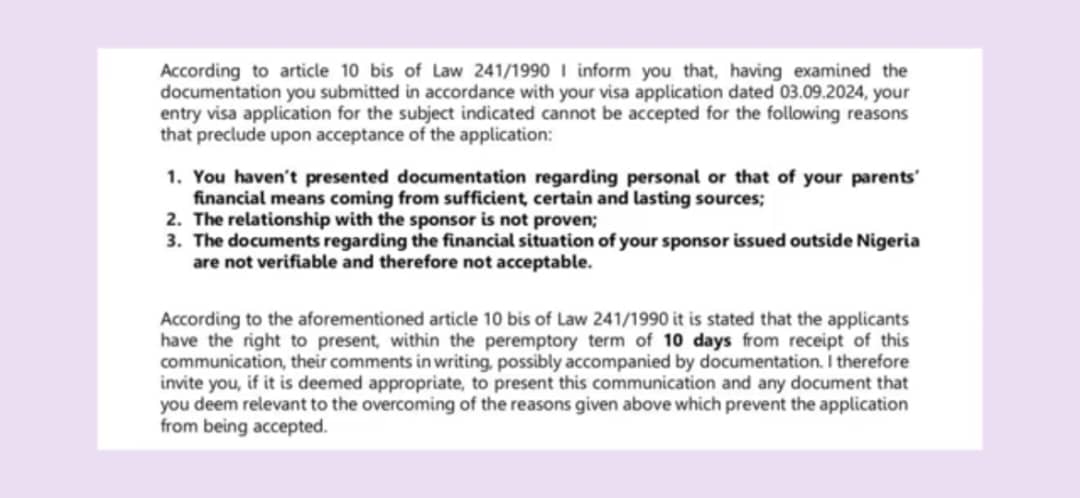 According to article 10 bis of Law 241/1990 I inform you that, having examined the
documentation you submitted in accordance with your visa application dated 03.09.2024, your
entry visa application for the subject indicated cannot be accepted for the following reasons
that preclude upon acceptance of the application:
1. You haven't presented documentation regarding personal or that of your parents'
financial means coming from sufficient, certain and lasting sources;
2. The relationship with the sponsor is not proven;
3. The documents regarding the financial situation of your sponsor issued outside Nigeria
are not verifiable and therefore not acceptable.
According to the aforementioned article 10 bis of Law 241/1990 it is stated that the applicants
have the right to present, within the peremptory term of 10 days from receipt of this
communication, their comments in writing, possibly accompanied by documentation. I therefore
invite you, if it is deemed appropriate, to present this communication and any document that
you deem relevant to the overcoming of the reasons given above which prevent the application
from being accepted.